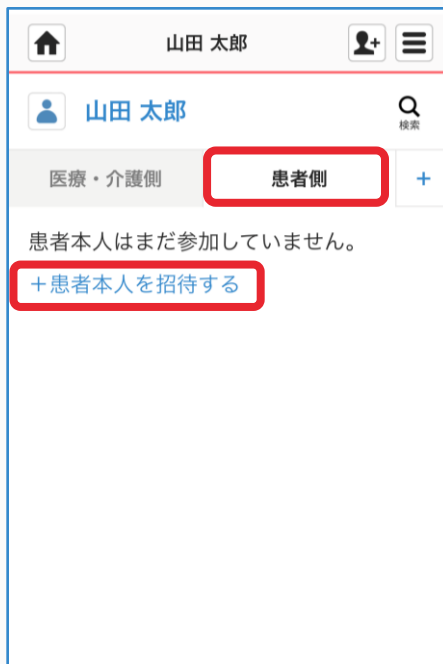 山田 太郎
山田 太郎
検索
医療・介護側
患者側
+
患者本人はまだ参加していません。
＋患者本人を招待する